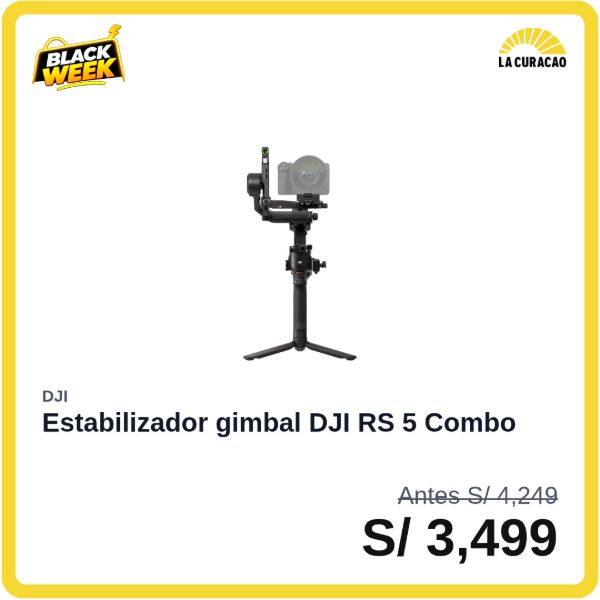 BLACK
WEEK
LA CURACAO
DJI
Estabilizador gimbal DJI RS 5 Combo
Antes S/ 4,249
S/ 3,499